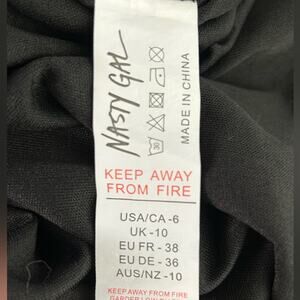 NASTY GAL
MADE IN CHINA
KEEP AWAY
FROM FIRE
USA/CA -6
UK -10
EU FR - 38
EU DE - 36
AUS/NZ -10
KEEP AWAY FROM FIRE